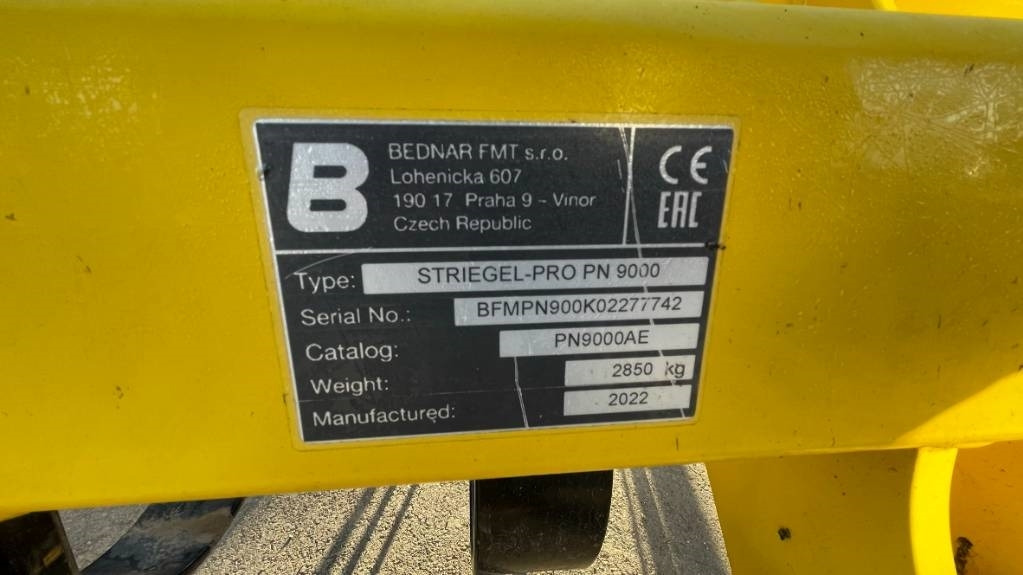 B
BEDNAR FMT s.r.o.
Lohenicka 607
190 17 Praha 9 - Vinor
Czech Republic
CE
EAC
Type: STRIEGEL-PRO PN 9000
Serial No.: BFMPN900K02277742
Catalog: PN9000AE
Weight: 2850 kg
Manufactured: 2022